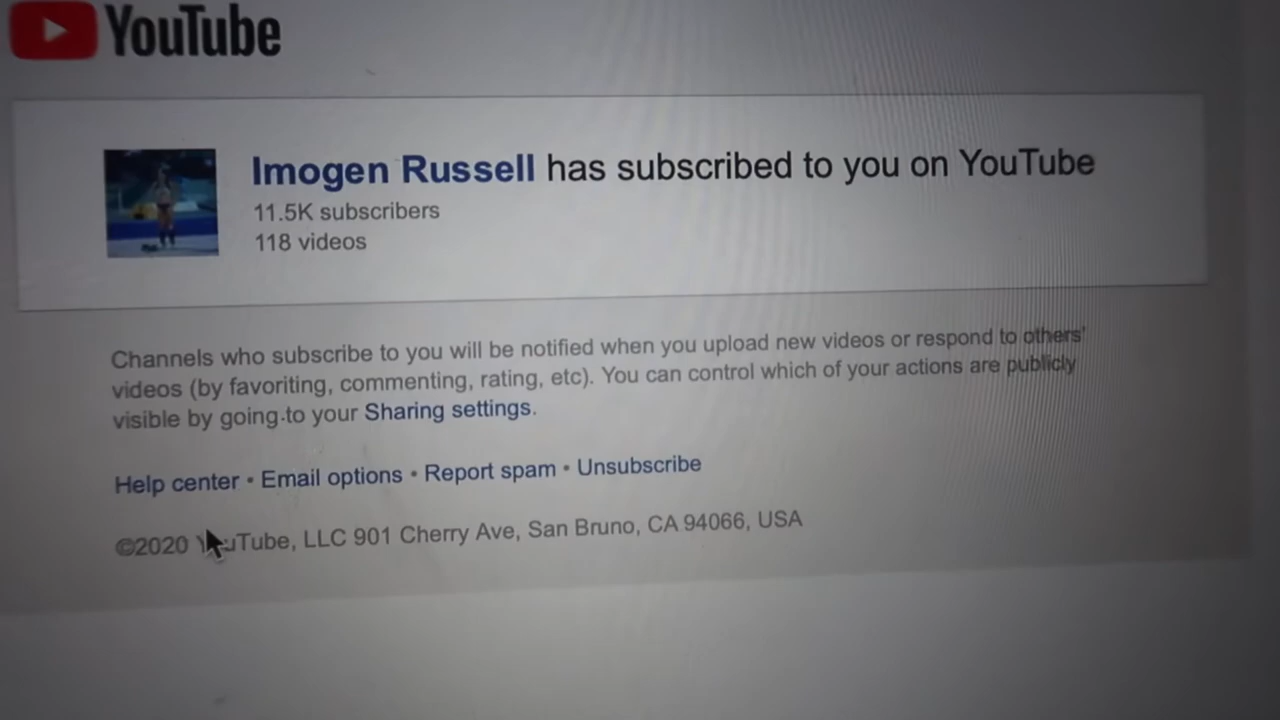 YouTube
Imogen Russell has subscribed to you on YouTube
11.5K subscribers
118 videos
Channels who subscribe to you will be notified when you upload new videos or respond to others'
videos (by favoriting, commenting, rating, etc). You can control which of your actions are publicly
visible by going to your Sharing settings.
Help center • Email options • Report spam • Unsubscribe
©2020 YouTube, LLC 901 Cherry Ave, San Bruno, CA 94066, USA